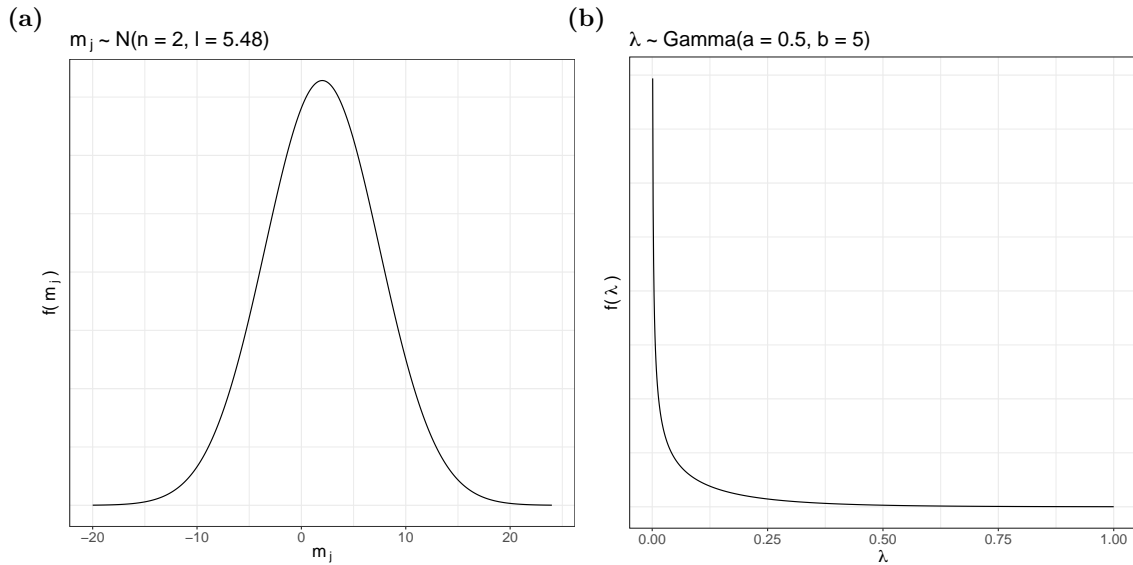 (a)
m j ~ N(n = 2, l = 5.48)
f( m j )
−20 −10 0 10 20
m j
(b)
λ ~ Gamma(a = 0.5, b = 5)
f( λ )
0.00 0.25 0.50 0.75 1.00
λ